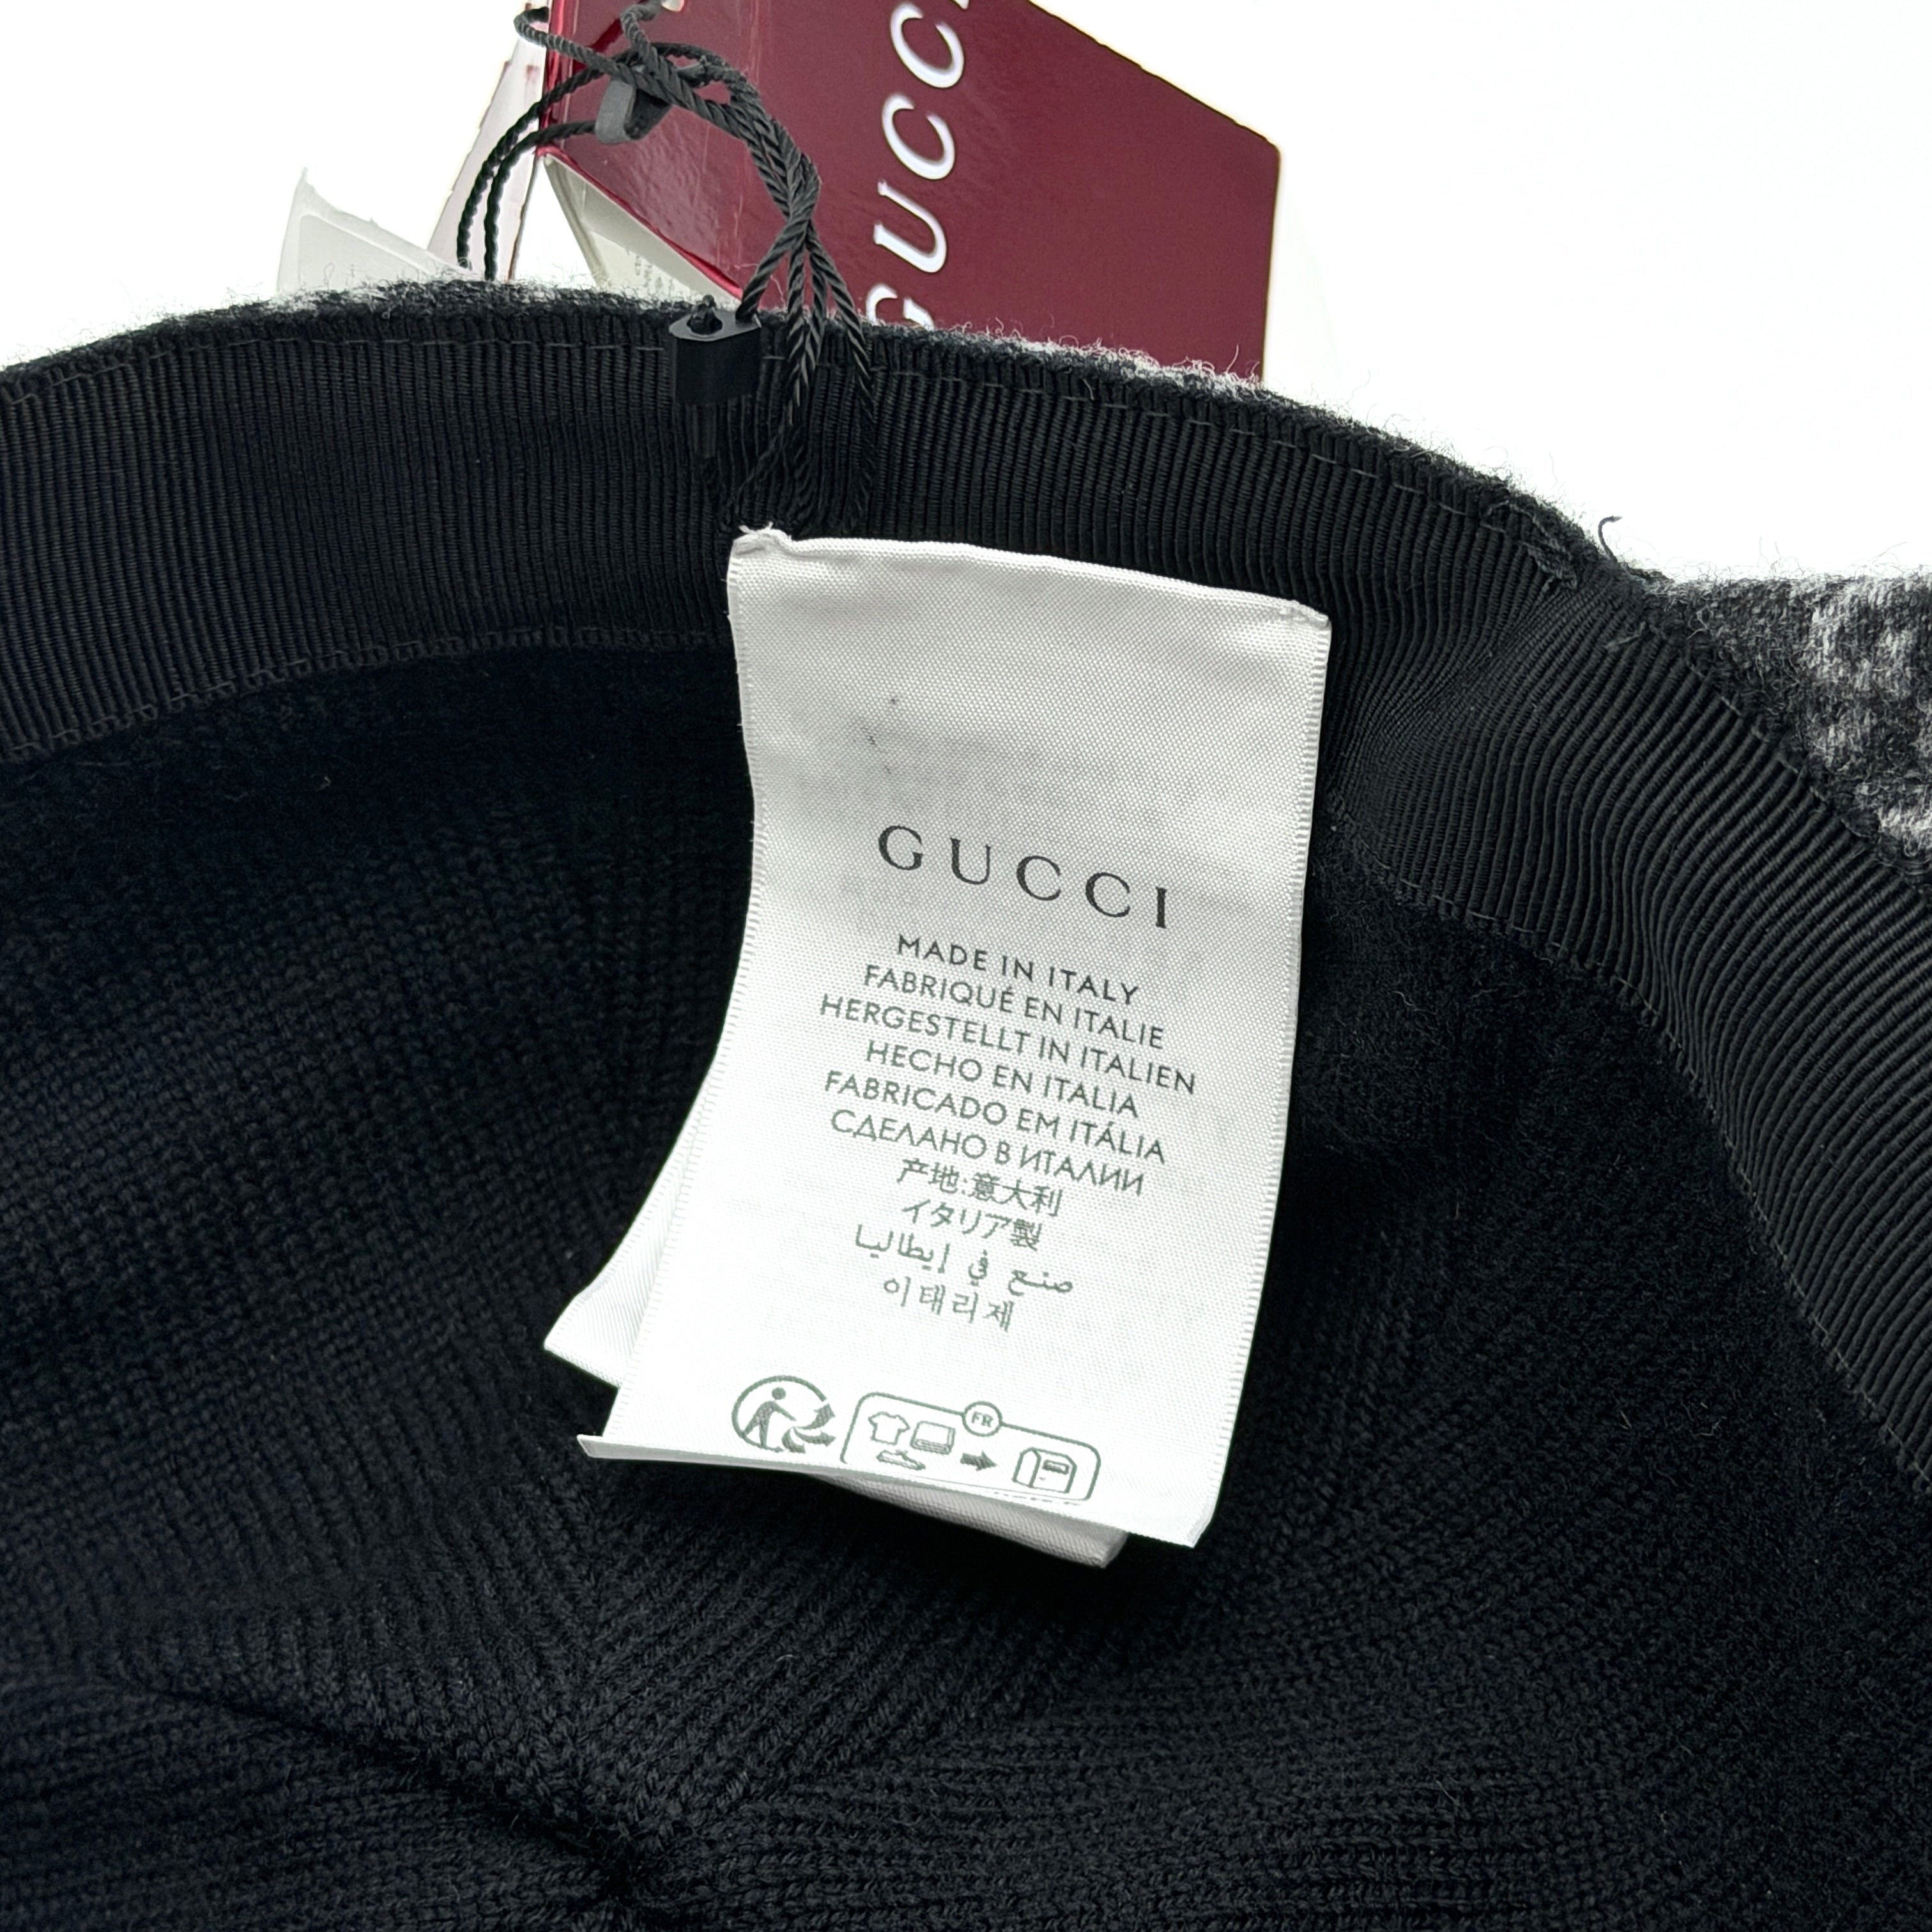 GUCCI
GUCCI
MADE IN ITALY
FABRIQUÉ EN ITALIE
HERGESTELLT IN ITALIEN
HECHO EN ITALIA
FABRICADO EM ITÁLIA
СДЕЛАНО В ИТАЛИИ
产地:意大利
イタリア製
صنع في إيطاليا
이태리제
FR